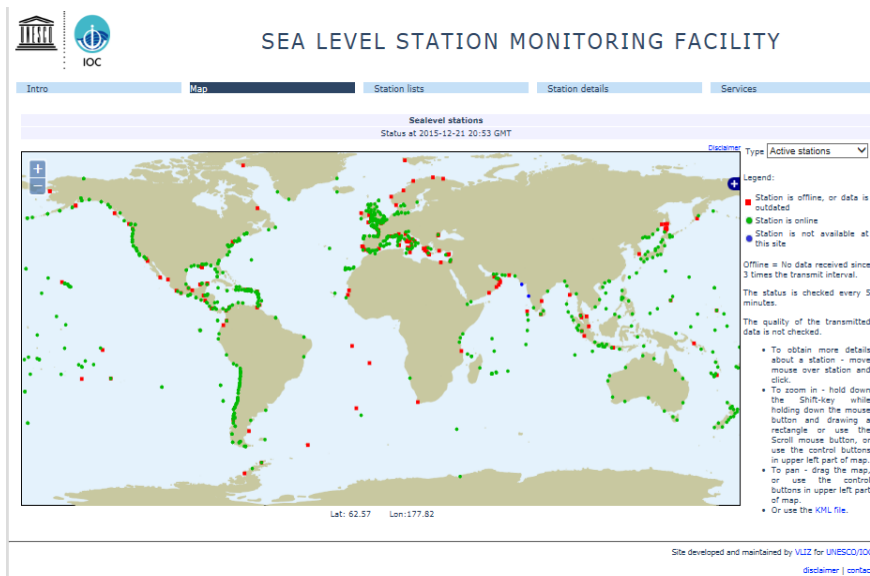 UNESCO
IOC
SEA LEVEL STATION MONITORING FACILITY
Intro
Map
Station lists
Station details
Services
Sealevel stations
Status at 2015-12-21 20:53 GMT
Disclaimer
Type Active stations
+
−
+
Legend:
Station is offline, or data is
outdated
Station is online
Station is not available at
this site
Offline = No data received since
3 times the transmit interval.
The status is checked every 5
minutes.
The quality of the transmitted
data is not checked.
• To obtain more details
about a station - move
mouse over station and
click.
• To zoom in - hold down
the Shift-key while
holding down the mouse
button and drawing a
rectangle or use the
Scroll mouse button, or
use the control buttons
in upper left part of map.
• To pan - drag the map,
or use the control
buttons in upper left part
of map.
• Or use the KML file.
Lat: 62.57 Lon:177.82
Site developed and maintained by VLIZ for UNESCO/IOC
disclaimer | contac